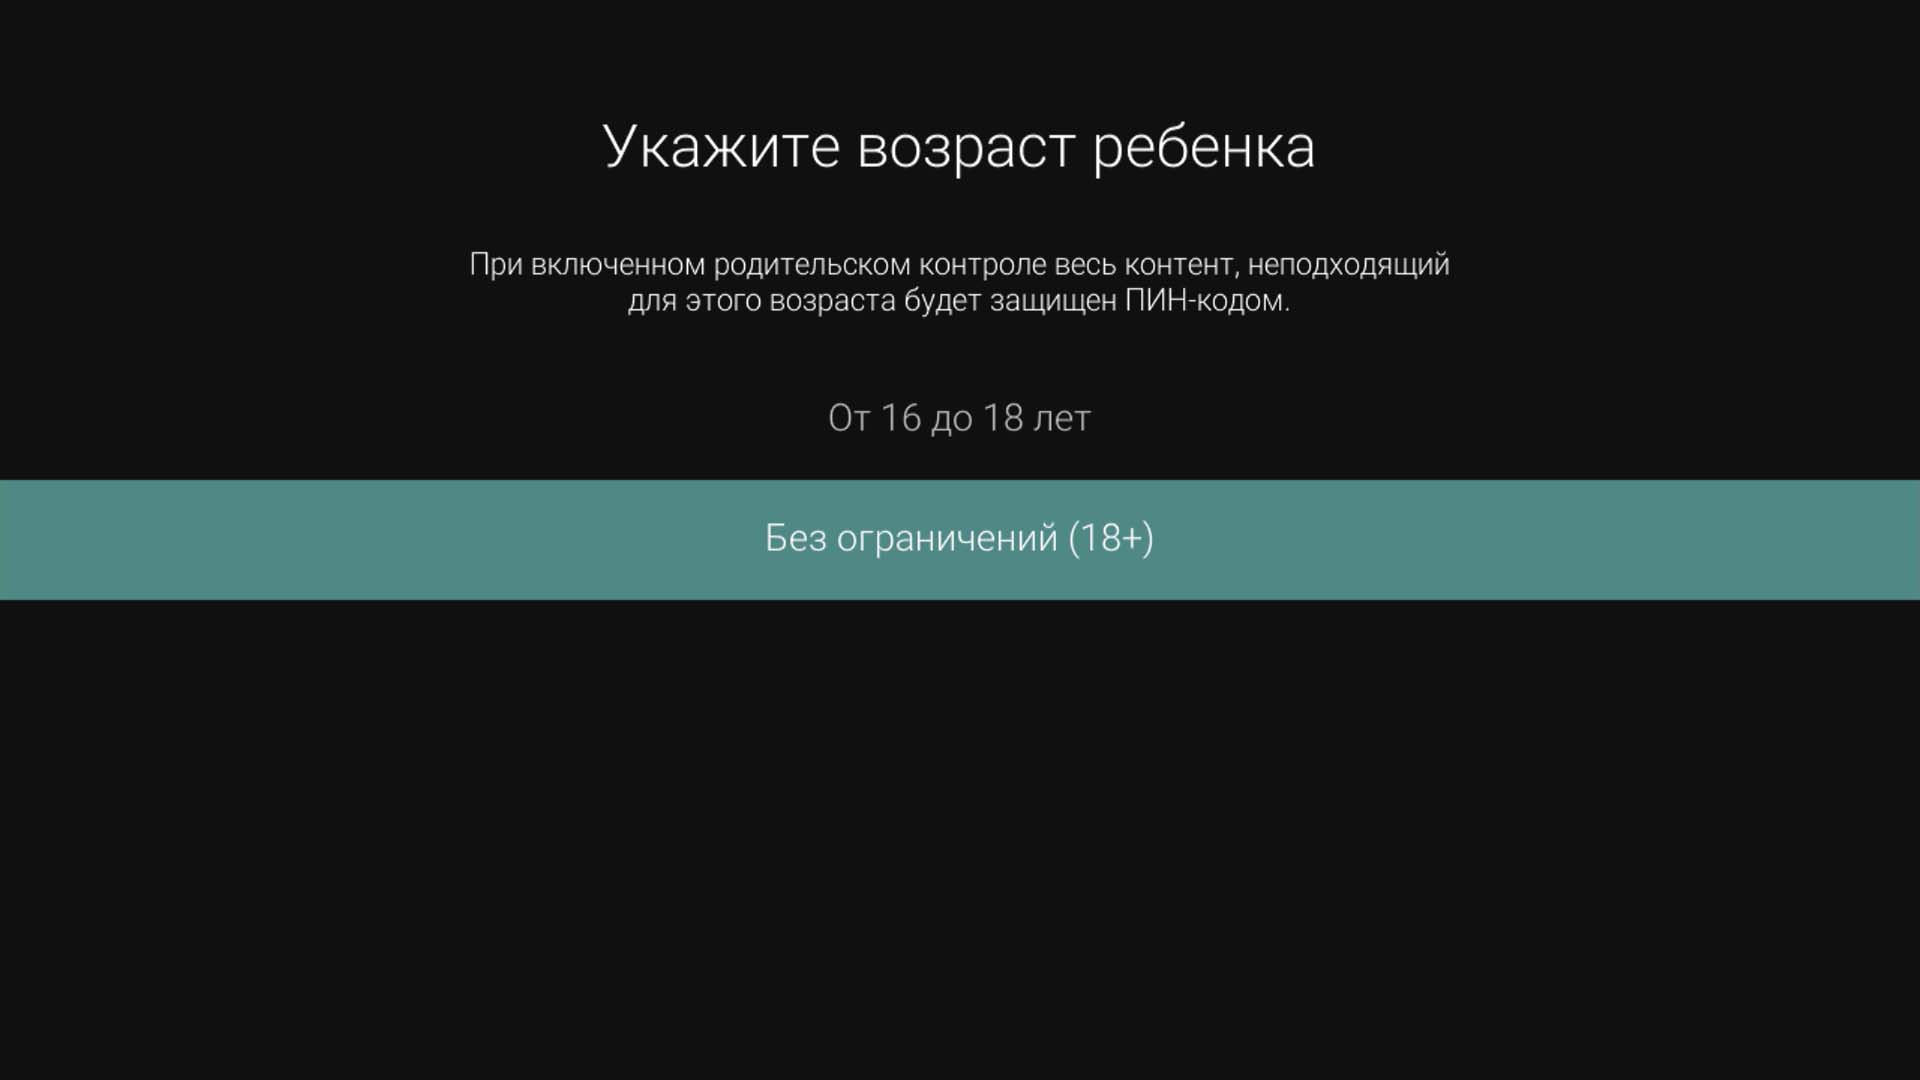 Укажите возраст ребенка
При включенном родительском контроле весь контент, неподходящий
для этого возраста будет защищен ПИН-кодом.
От 16 до 18 лет
Без ограничений (18+)